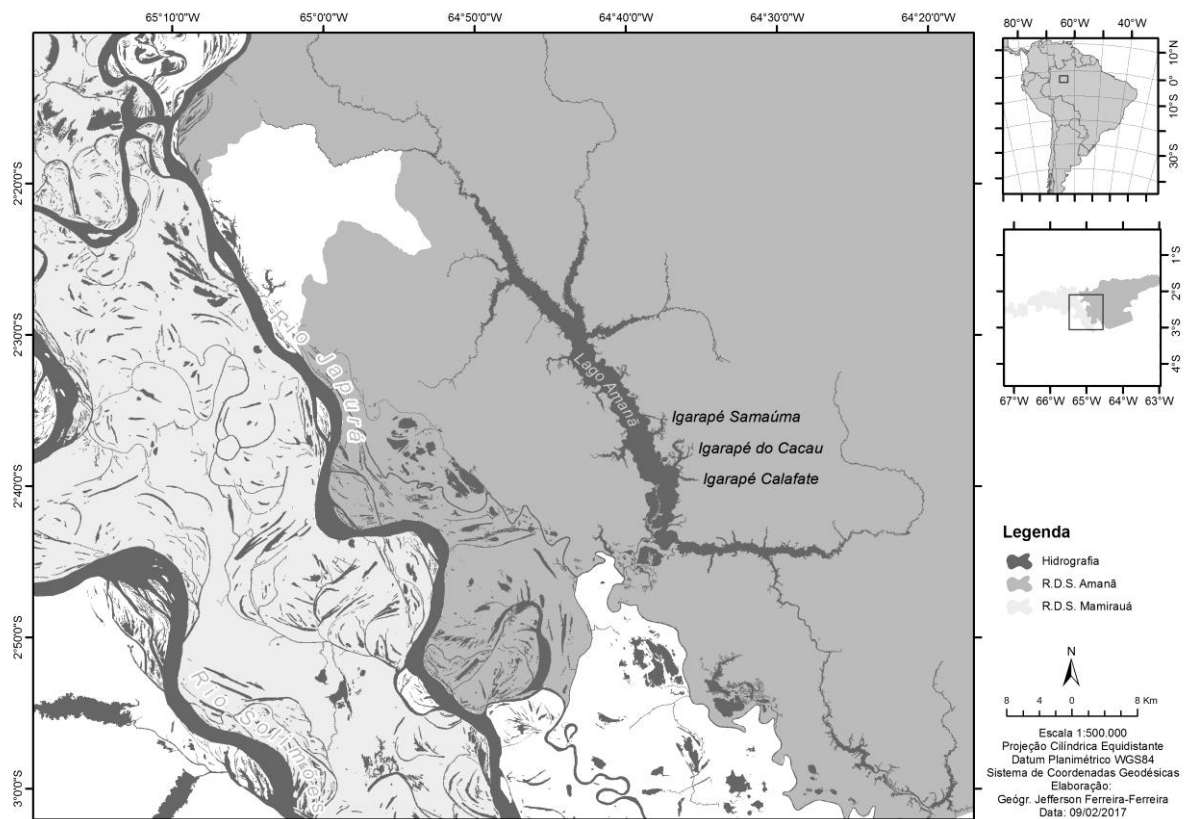 65°10'0"W 65°0'0"W 64°50'0"W 64°40'0"W 64°30'0"W 64°20'0"W
2°20'0"S
2°30'0"S
2°40'0"S
2°50'0"S
3°0'0"S
Rio Japurá
Lago Amanã
Igarapé Samaúma
Igarapé do Cacau
Igarapé Calafate
Rio Solimões
80°W 60°W 40°W
10°N
0°
10°S
20°S
30°S
1°S
2°S
3°S
4°S
67°W 66°W 65°W 64°W 63°W
Legenda
Hidrografia
R.D.S. Amanã
R.D.S. Mamirauá
N
8 4 0 8 Km
Escala 1:500.000
Projeção Cilíndrica Equidistante
Datum Planimétrico WGS84
Sistema de Coordenadas Geodésicas
Elaboração:
Geógr. Jefferson Ferreira-Ferreira
Data: 09/02/2017